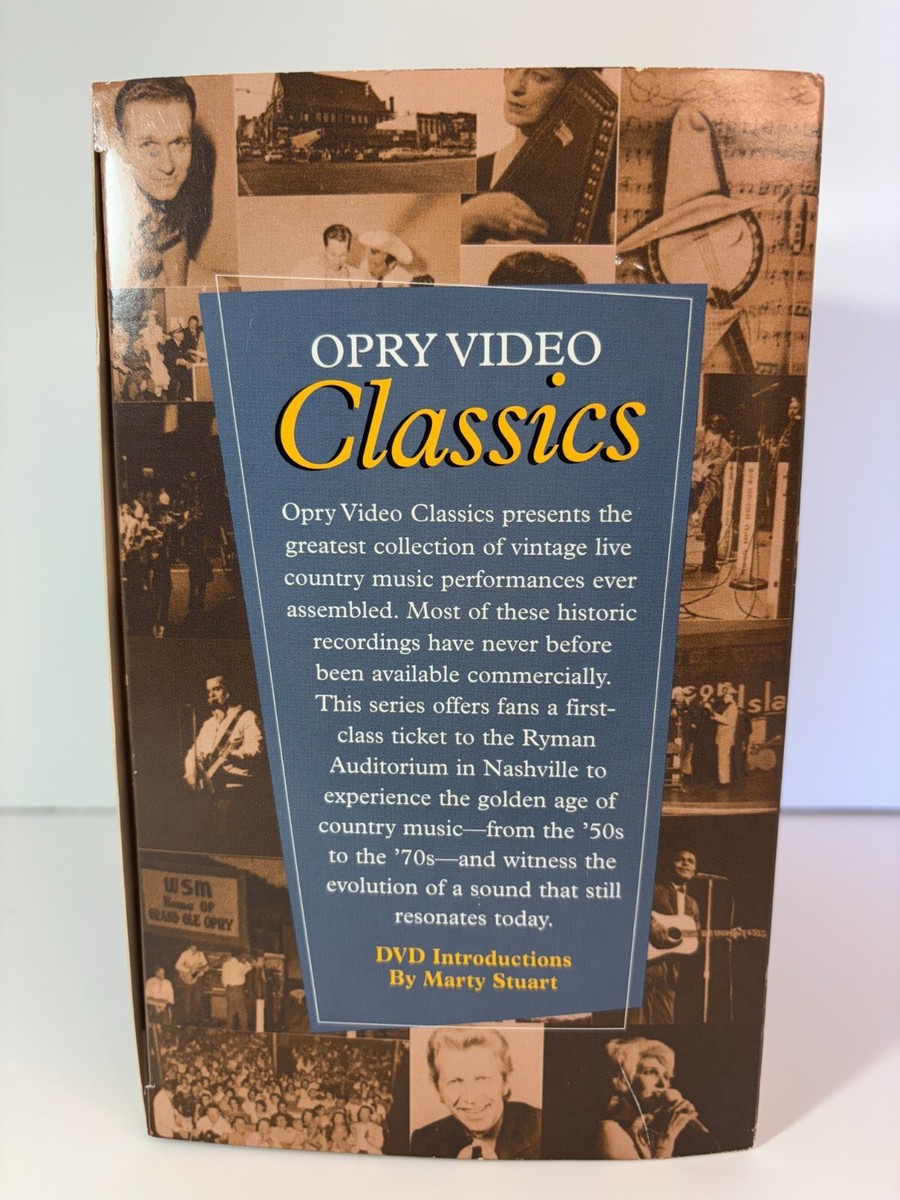 OPRY VIDEO
Classics
Opry Video Classics presents the
greatest collection of vintage live
country music performances ever
assembled. Most of these historic
recordings have never before
been available commercially.
This series offers fans a first-
class ticket to the Ryman
Auditorium in Nashville to
experience the golden age of
country music—from the ’50s
to the ’70s—and witness the
evolution of a sound that still
resonates today.
DVD Introductions
By Marty Stuart
WSM
Home OF
GRAND OLE OPRY